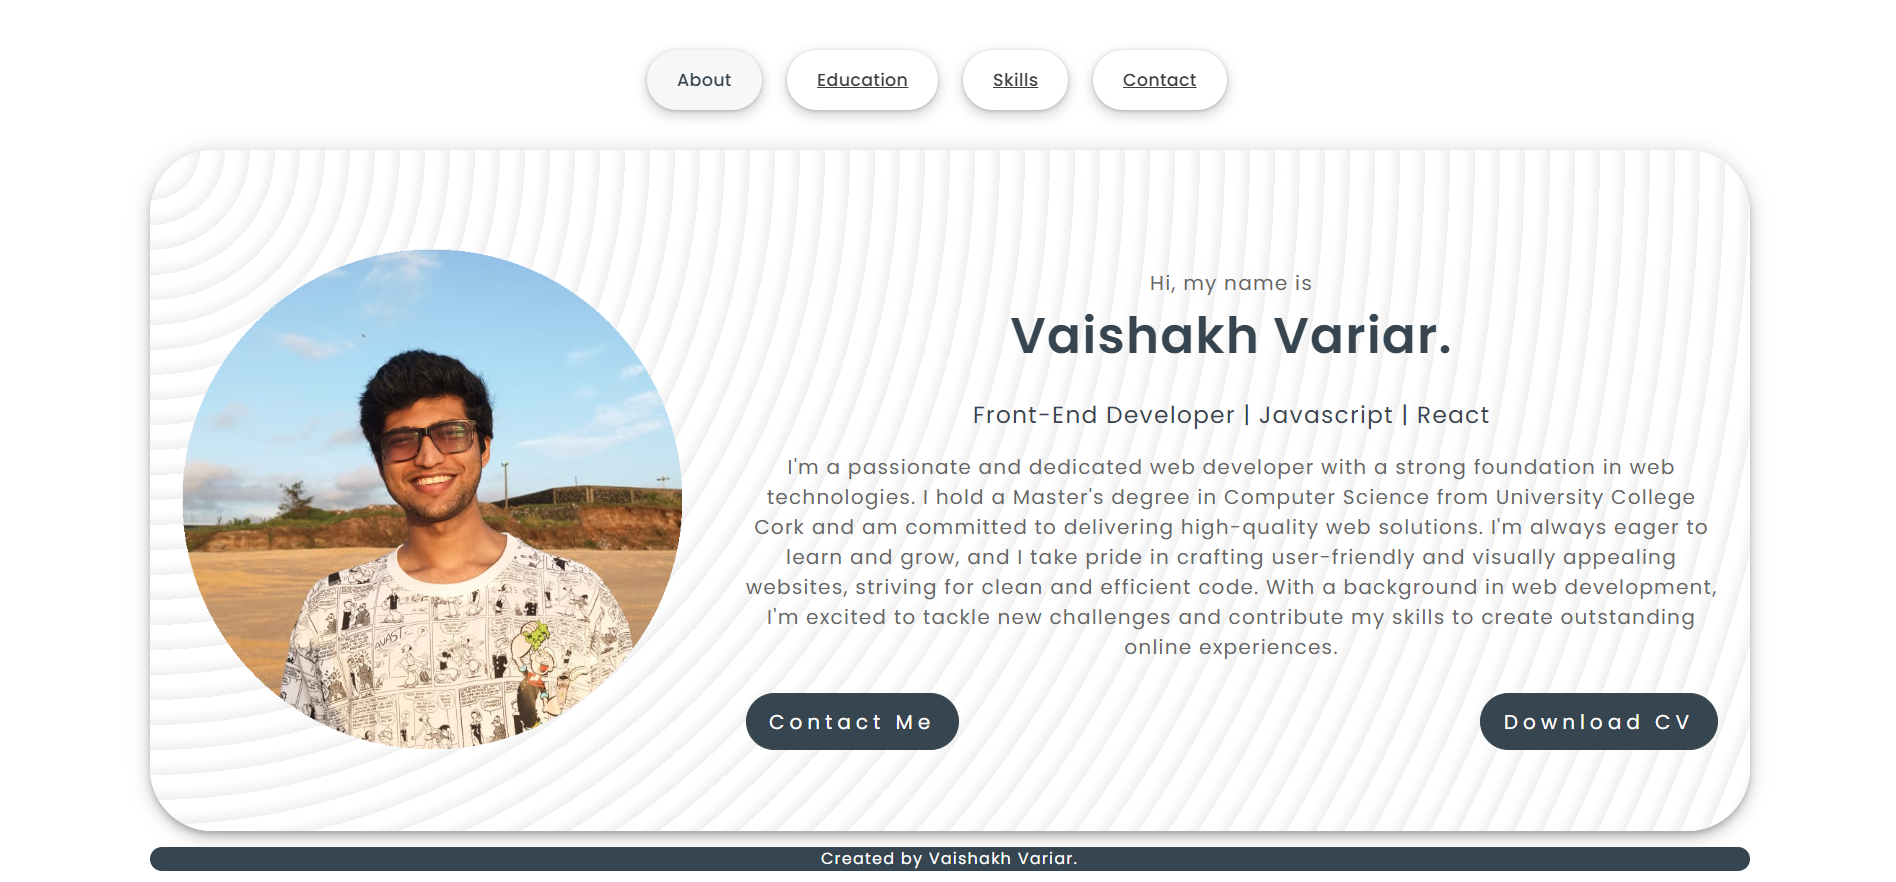 About Education Skills Contact
Hi, my name is
Vaishakh Variar.
Front-End Developer | Javascript | React
I'm a passionate and dedicated web developer with a strong foundation in web
technologies. I hold a Master's degree in Computer Science from University College
Cork and am committed to delivering high-quality web solutions. I'm always eager to
learn and grow, and I take pride in crafting user-friendly and visually appealing
websites, striving for clean and efficient code. With a background in web development,
I'm excited to tackle new challenges and contribute my skills to create outstanding
online experiences.
Contact Me Download CV
Created by Vaishakh Variar.